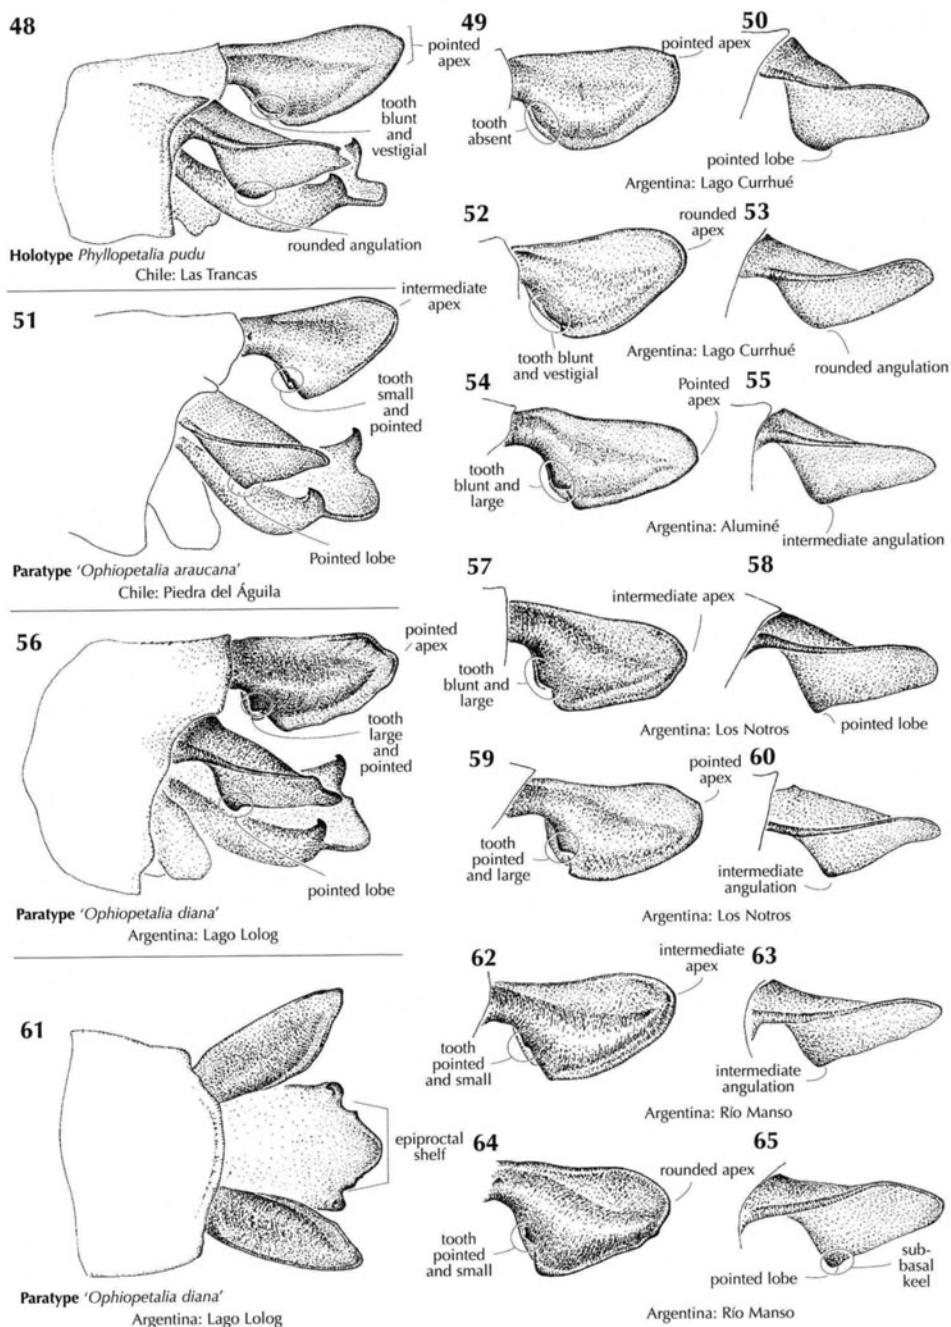 48
pointed
apex
tooth
blunt
and
vestigial
rounded angulation
Holotype Phyllopetalia pudu
Chile: Las Trancas
49
pointed apex
tooth
absent
50
pointed lobe
Argentina: Lago Currhué
51
intermediate
apex
tooth
small
and
pointed
Pointed lobe
Paratype 'Ophiopetalia araucana'
Chile: Piedra del Águila
52
rounded
apex
tooth blunt
and vestigial
53
rounded angulation
Argentina: Lago Currhué
54
Pointed
apex
tooth
blunt and
large
55
intermediate angulation
Argentina: Aluminé
56
pointed
apex
tooth
large
and
pointed
pointed lobe
Paratype 'Ophiopetalia diana'
Argentina: Lago Lolog
57
intermediate apex
tooth
blunt and
large
58
pointed lobe
Argentina: Los Notros
59
pointed
apex
tooth
pointed
and large
60
intermediate
angulation
Argentina: Los Notros
61
epiproctal
shelf
Paratype 'Ophiopetalia diana'
Argentina: Lago Lolog
62
intermediate
apex
tooth
pointed
and small
63
intermediate
angulation
Argentina: Río Manso
64
rounded apex
tooth
pointed
and small
65
pointed lobe
sub-
basal
keel
Argentina: Río Manso